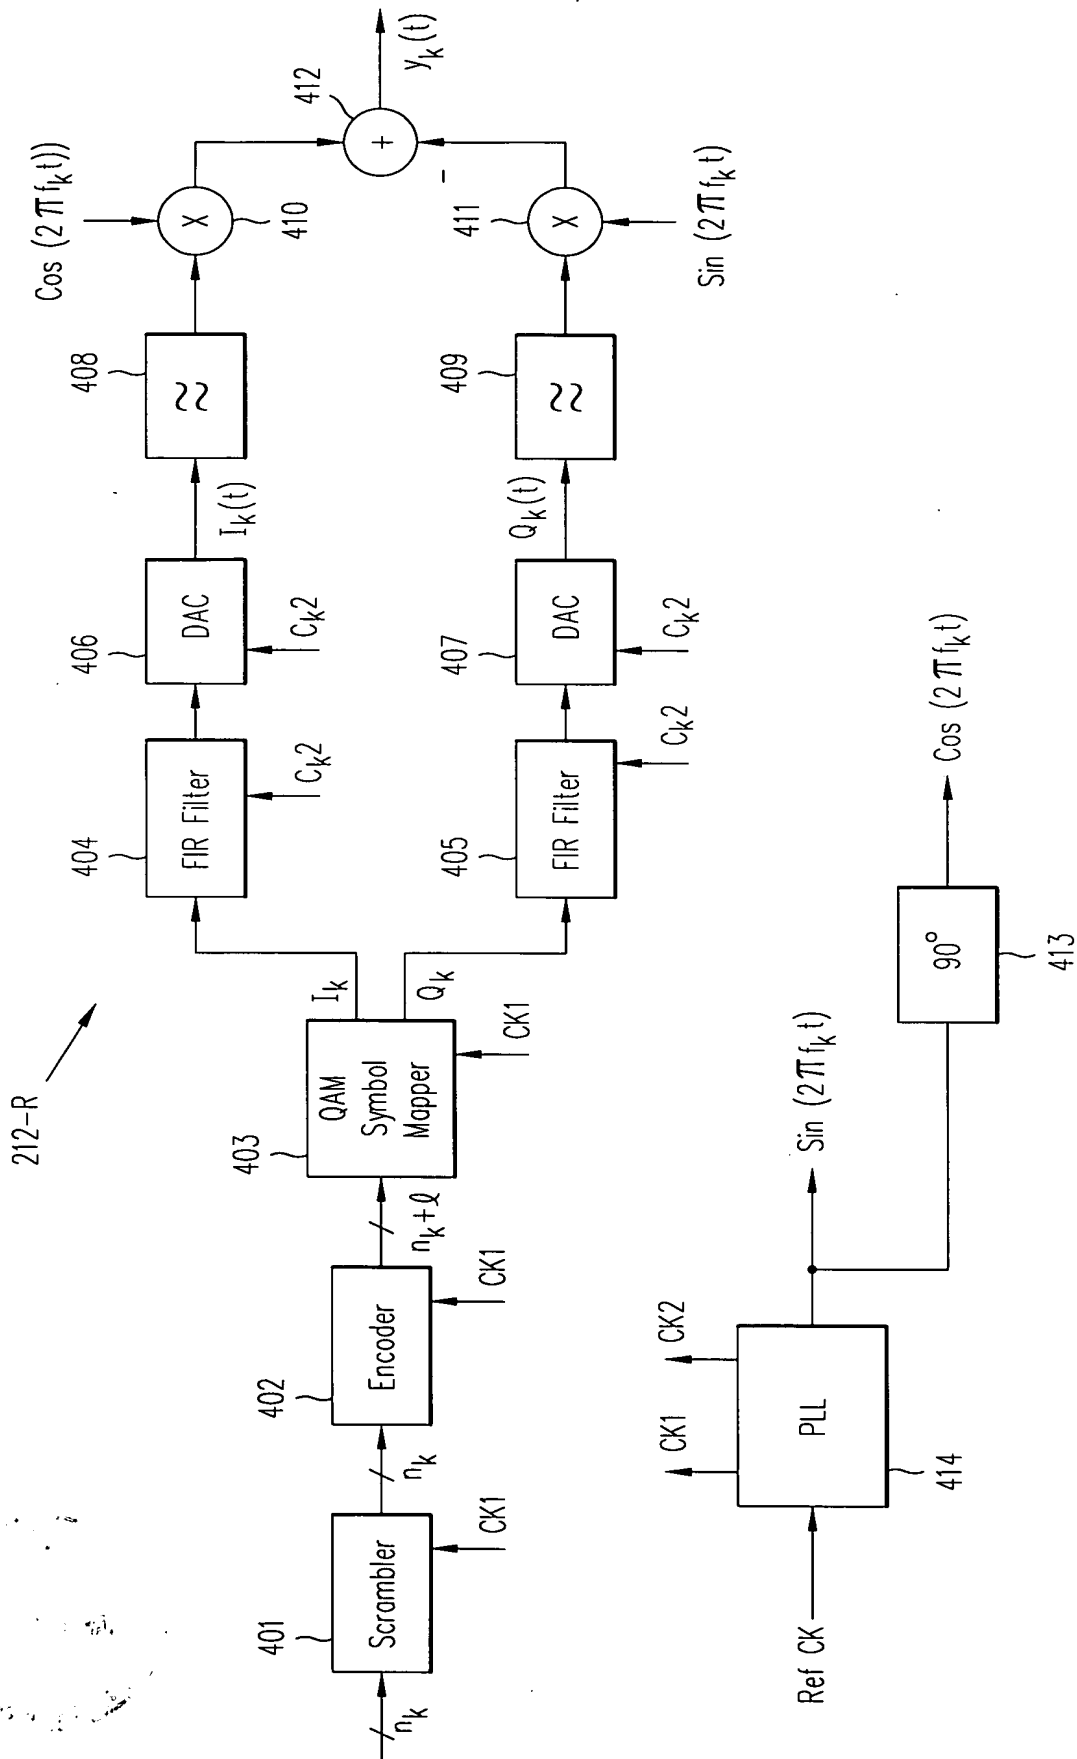 212-R
n_k
401
Scrambler
CK1
n_k
402
Encoder
CK1
n_k+ℓ
403
QAM
Symbol
Mapper
CK1
I_k
Q_k
404
FIR Filter
C_k2
406
DAC
C_k2
I_k(t)
408
Cos (2πf_k t))
X
410
405
FIR Filter
C_k2
407
DAC
C_k2
Q_k(t)
409
411
X
Sin (2πf_k t)
412
+
-
y_k(t)
Ref CK
PLL
414
CK1
CK2
Sin (2πf_k t)
90°
413
Cos (2πf_k t)